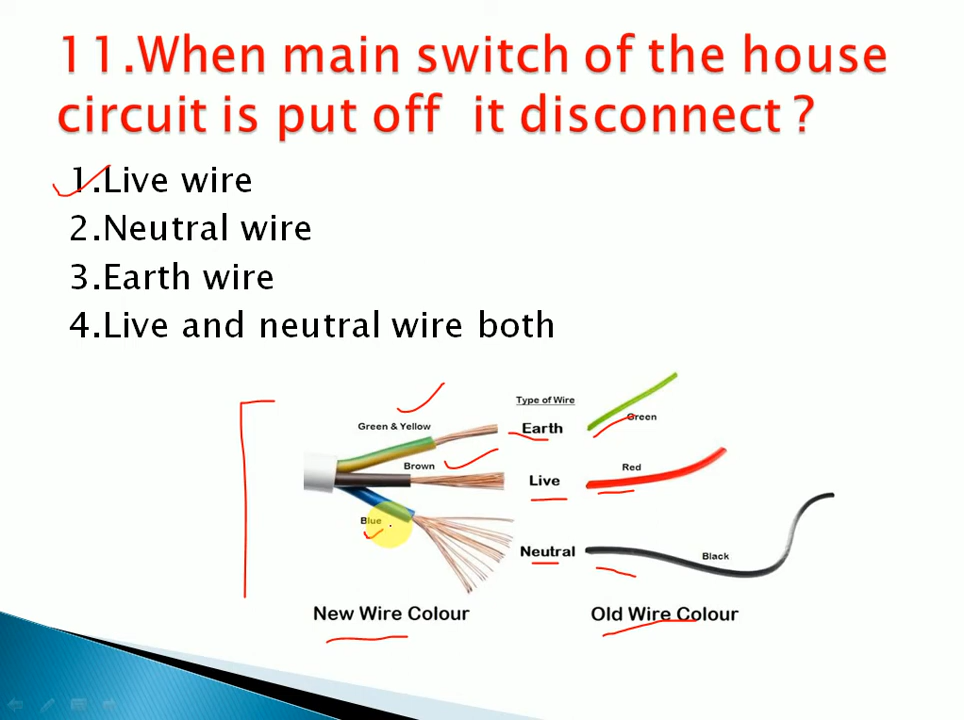 11.When main switch of the house
circuit is put off it disconnect ?
1.Live wire
2.Neutral wire
3.Earth wire
4.Live and neutral wire both
Type of Wire
Green & Yellow
Earth
Green
Brown
Live
Red
Blue
Neutral
Black
New Wire Colour
Old Wire Colour